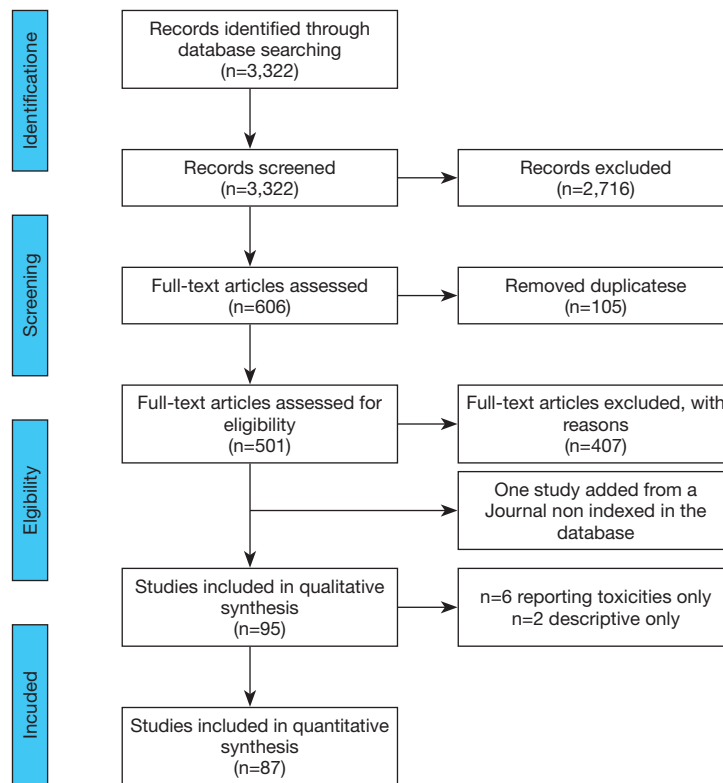 Identificatione
Records identified through
database searching
(n=3,322)
Records screened
(n=3,322)
Records excluded
(n=2,716)
Screening
Full-text articles assessed
(n=606)
Removed duplicatese
(n=105)
Elgibility
Full-text articles assessed for
eligibility
(n=501)
Full-text articles excluded, with
reasons
(n=407)
One study added from a
Journal non indexed in the
database
Studies included in qualitative
synthesis
(n=95)
n=6 reporting toxicities only
n=2 descriptive only
Incuded
Studies included in quantitative
synthesis
(n=87)